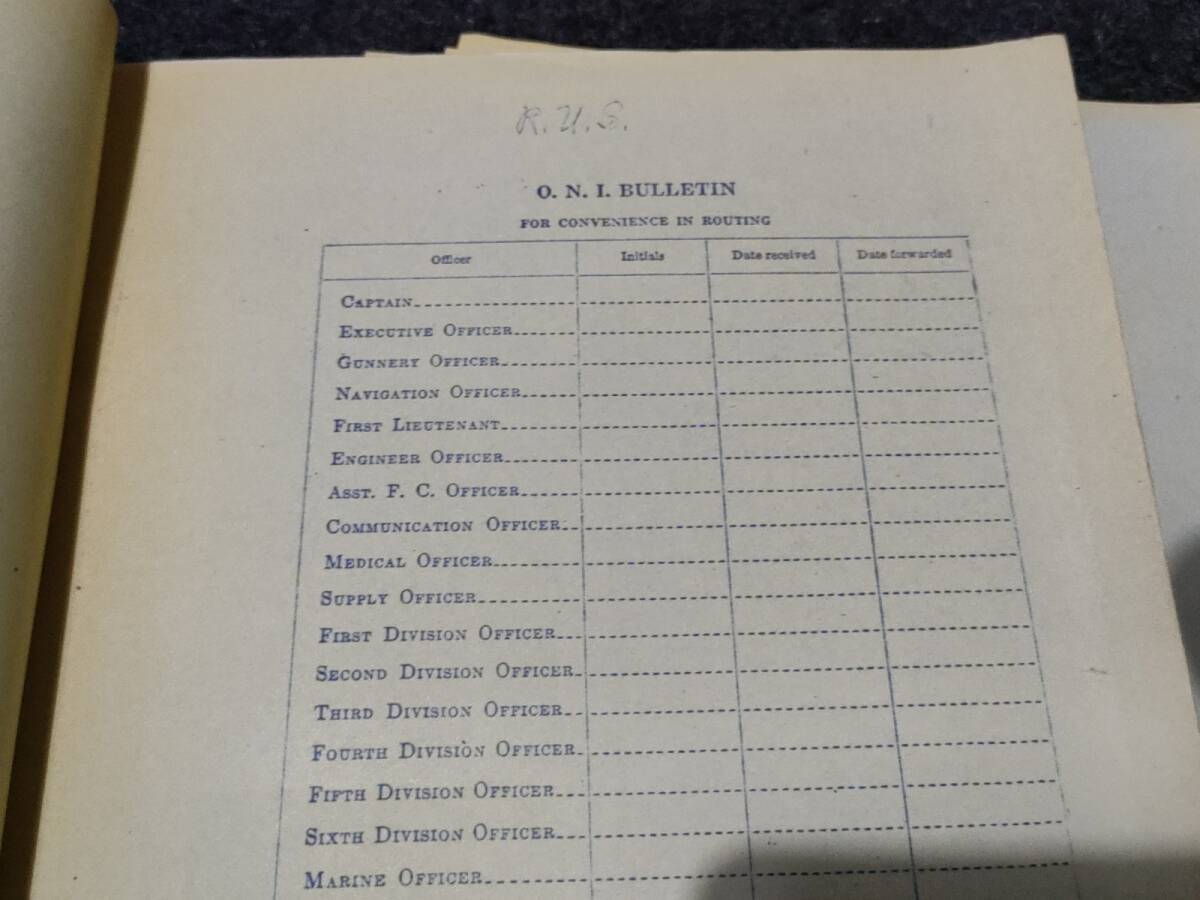 R.U.S.
O. N. I. BULLETIN
FOR CONVENIENCE IN ROUTING
Officer Initials Date received Date forwarded
CAPTAIN
EXECUTIVE OFFICER
GUNNERY OFFICER
NAVIGATION OFFICER
FIRST LIEUTENANT
ENGINEER OFFICER
ASST. F. C. OFFICER
COMMUNICATION OFFICER
MEDICAL OFFICER
SUPPLY OFFICER
FIRST DIVISION OFFICER
SECOND DIVISION OFFICER
THIRD DIVISION OFFICER
FOURTH DIVISION OFFICER
FIFTH DIVISION OFFICER
SIXTH DIVISION OFFICER
MARINE OFFICER